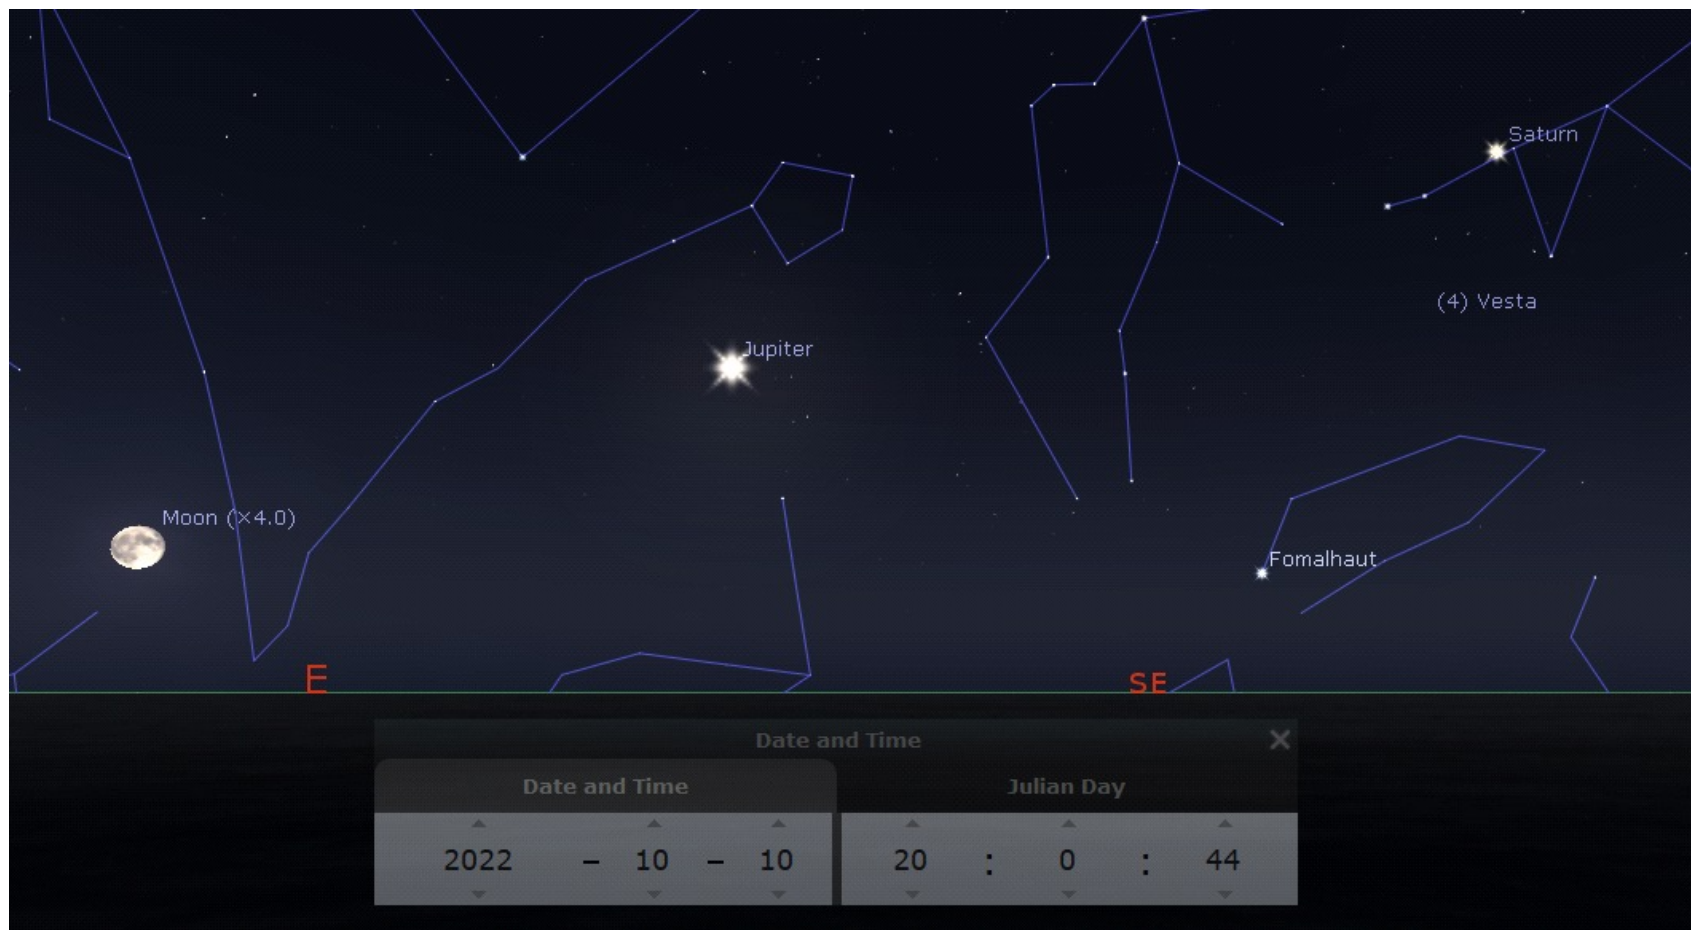 Saturn
(4) Vesta
Jupiter
Moon (×4.0)
Fomalhaut
E
SE
Date and Time
Date and Time
Julian Day
2022 – 10 – 10 20 : 0 : 44